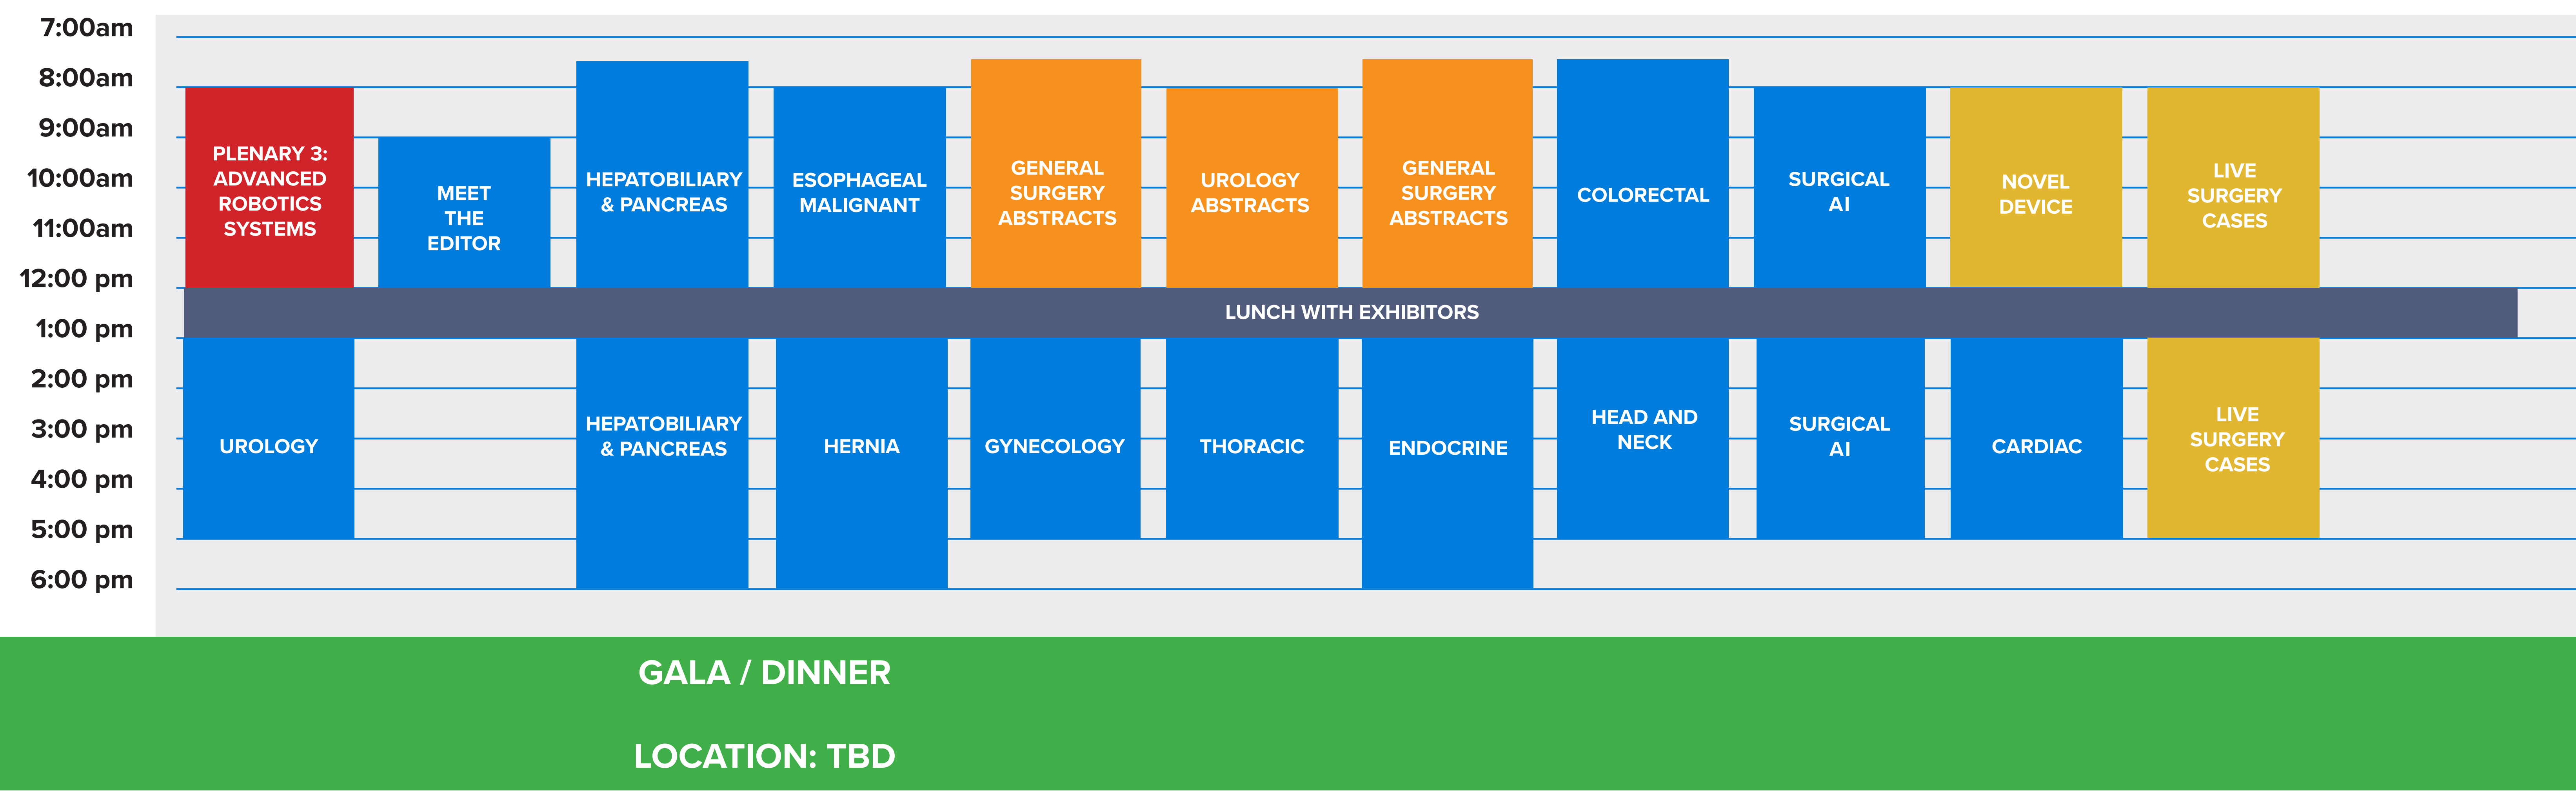 7:00am
8:00am
9:00am
10:00am
11:00am
12:00 pm
1:00 pm
2:00 pm
3:00 pm
4:00 pm
5:00 pm
6:00 pm
PLENARY 3:
ADVANCED
ROBOTICS
SYSTEMS
MEET
THE
EDITOR
HEPATOBILIARY
& PANCREAS
ESOPHAGEAL
MALIGNANT
GENERAL
SURGERY
ABSTRACTS
UROLOGY
ABSTRACTS
GENERAL
SURGERY
ABSTRACTS
COLORECTAL
SURGICAL
AI
NOVEL
DEVICE
LIVE
SURGERY
CASES
LUNCH WITH EXHIBITORS
UROLOGY
HEPATOBILIARY
& PANCREAS
HERNIA
GYNECOLOGY
THORACIC
ENDOCRINE
HEAD AND
NECK
SURGICAL
AI
CARDIAC
LIVE
SURGERY
CASES
GALA / DINNER
LOCATION: TBD